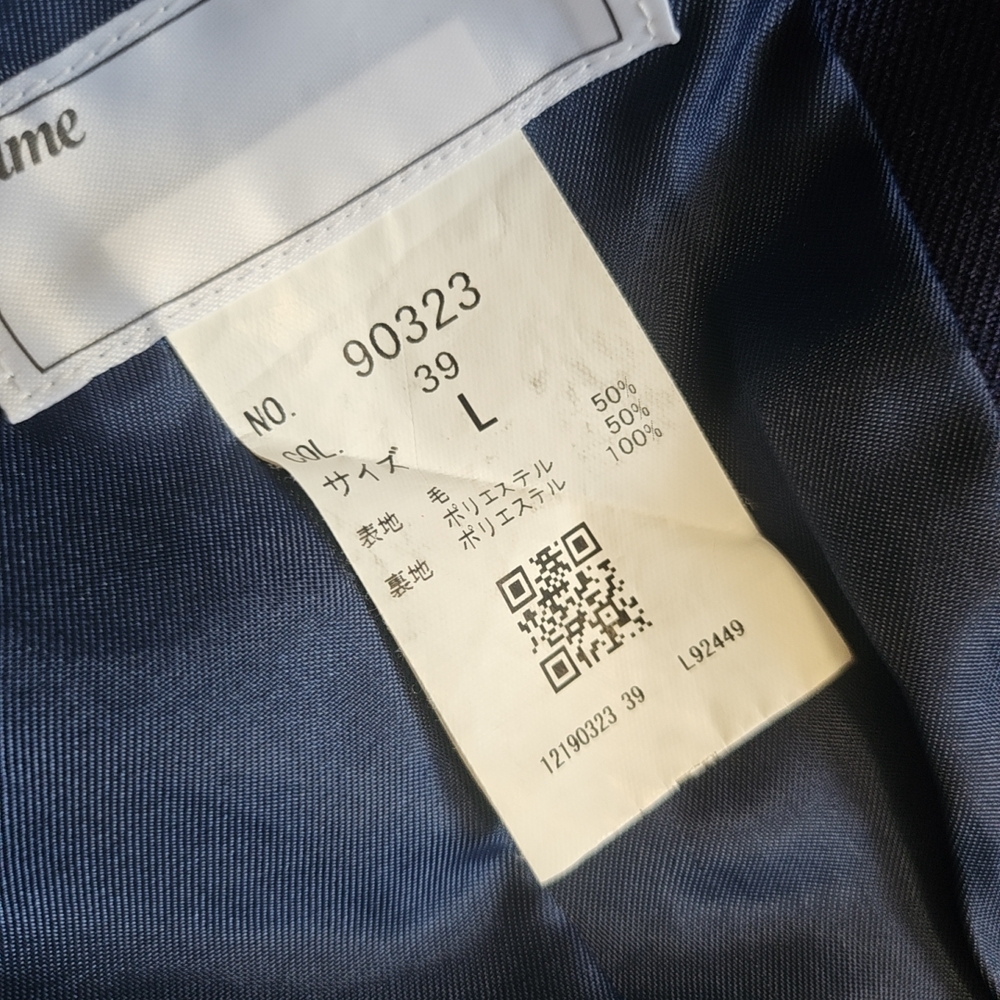 NO. 90323
COL. 39
サイズ L
表地 毛 50%
ポリエステル 50%
裏地 ポリエステル 100%
12190323 39 L92449